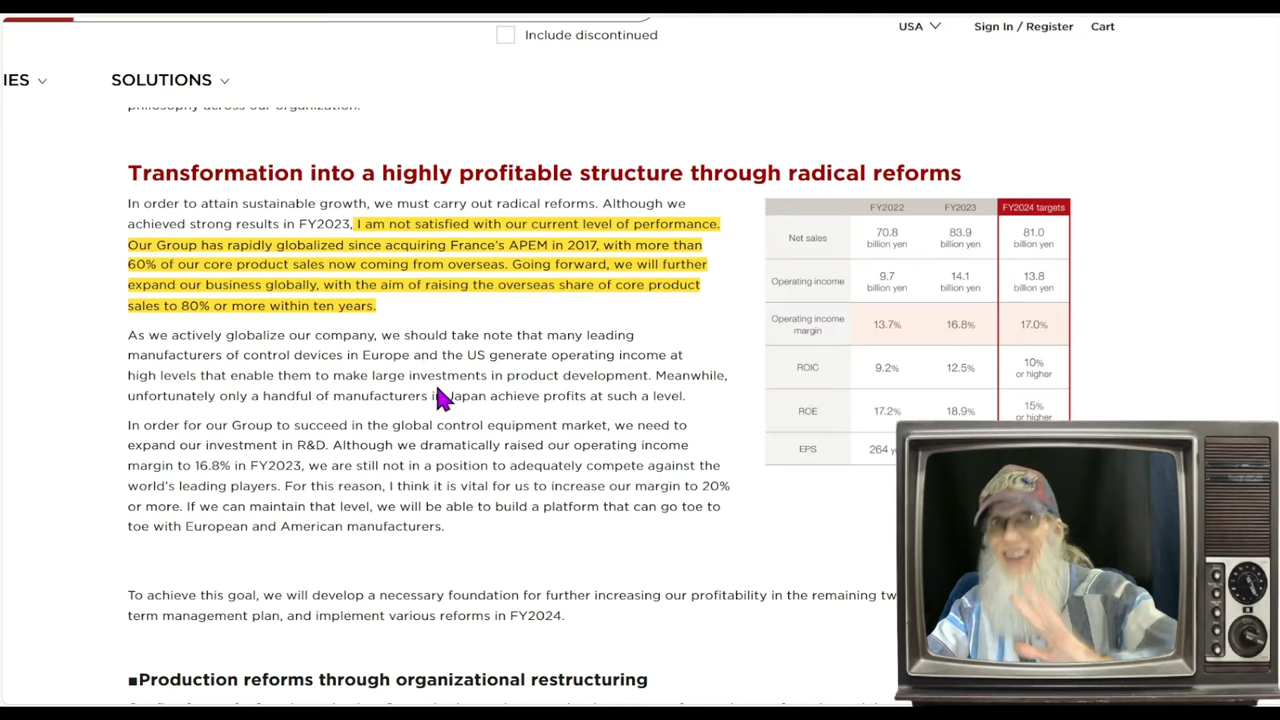 Include discontinued
USA
Sign In / Register
Cart
IES
SOLUTIONS
philosophy across our organization.
Transformation into a highly profitable structure through radical reforms
In order to attain sustainable growth, we must carry out radical reforms. Although we
achieved strong results in FY2023, I am not satisfied with our current level of performance.
Our Group has rapidly globalized since acquiring France's APEM in 2017, with more than
60% of our core product sales now coming from overseas. Going forward, we will further
expand our business globally, with the aim of raising the overseas share of core product
sales to 80% or more within ten years.
As we actively globalize our company, we should take note that many leading
manufacturers of control devices in Europe and the US generate operating income at
high levels that enable them to make large investments in product development. Meanwhile,
unfortunately only a handful of manufacturers in Japan achieve profits at such a level.
In order for our Group to succeed in the global control equipment market, we need to
expand our investment in R&D. Although we dramatically raised our operating income
margin to 16.8% in FY2023, we are still not in a position to adequately compete against the
world's leading players. For this reason, I think it is vital for us to increase our margin to 20%
or more. If we can maintain that level, we will be able to build a platform that can go toe to
toe with European and American manufacturers.
FY2022 FY2023 FY2024 targets
Net sales 70.8 billion yen 83.9 billion yen 81.0 billion yen
Operating income 9.7 billion yen 14.1 billion yen 13.8 billion yen
Operating income margin 13.7% 16.8% 17.0%
ROIC 9.2% 12.5% 10% or higher
ROE 17.2% 18.9% 15% or higher
EPS 264
To achieve this goal, we will develop a necessary foundation for further increasing our profitability in the remaining
term management plan, and implement various reforms in FY2024.
■Production reforms through organizational restructuring